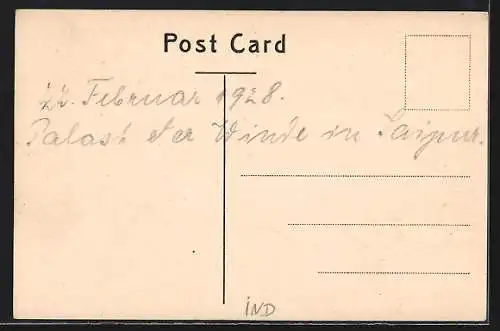 Post Card
22. Februar 1928.
Palast der Winde in Jaipur.
IND